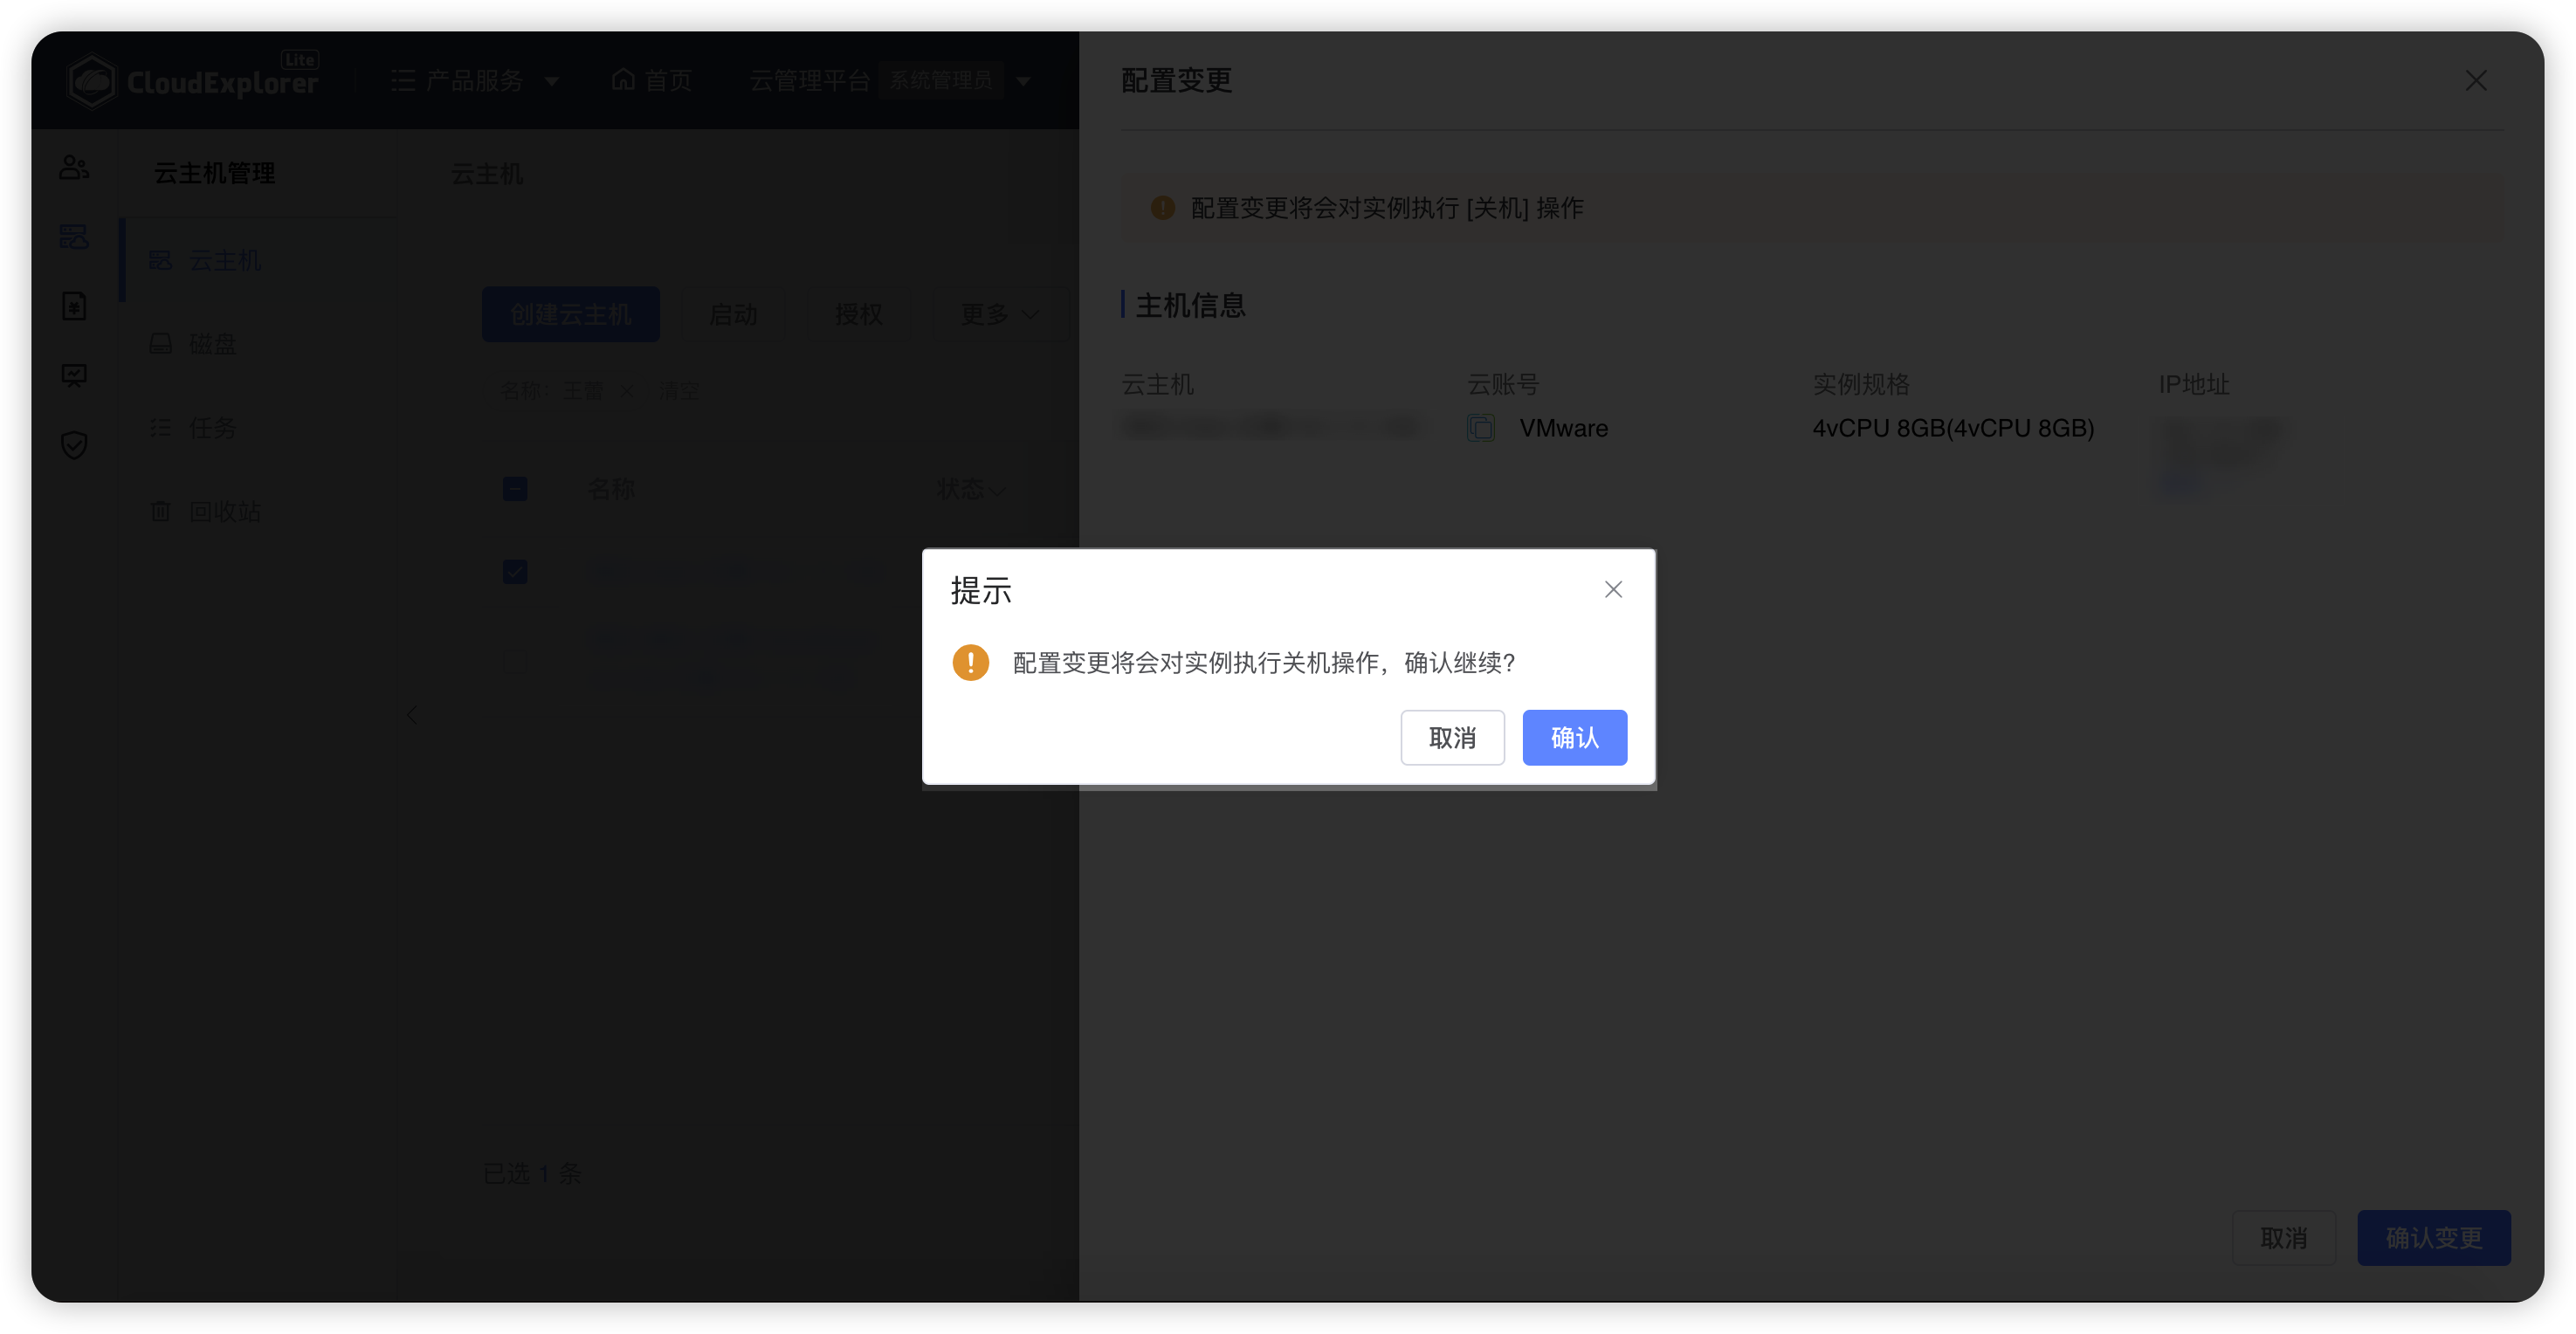 CloudExplorer Lite
产品服务
首页
云管理平台 系统管理员
配置变更
云主机管理
云主机
磁盘
任务
回收站
云主机
创建云主机 启动 授权 更多
名称：王蕾 × 清空
名称 状态
已选 1 条
配置变更将会对实例执行 [关机] 操作
主机信息
云主机 云账号 实例规格 IP地址
VMware 4vCPU 8GB(4vCPU 8GB)
提示
配置变更将会对实例执行关机操作，确认继续？
取消 确认
取消 确认变更